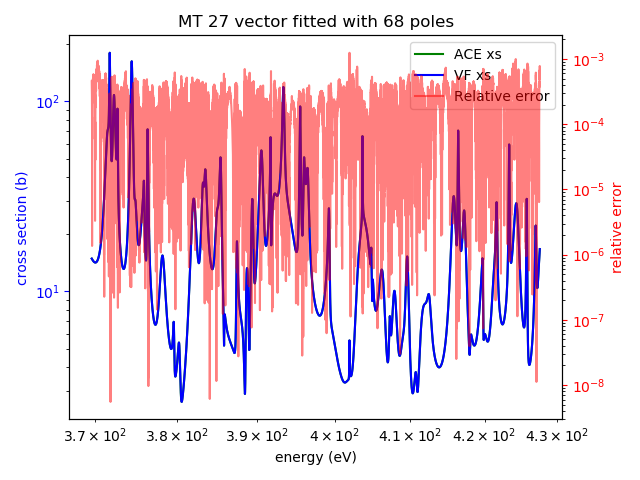 MT 27 vector fitted with 68 poles
ACE xs
VF xs
Relative error
cross section (b)
10²
10¹
relative error
10⁻³
10⁻⁴
10⁻⁵
10⁻⁶
10⁻⁷
10⁻⁸
3.7 × 10² 3.8 × 10² 3.9 × 10² 4 × 10² 4.1 × 10² 4.2 × 10² 4.3 × 10²
energy (eV)